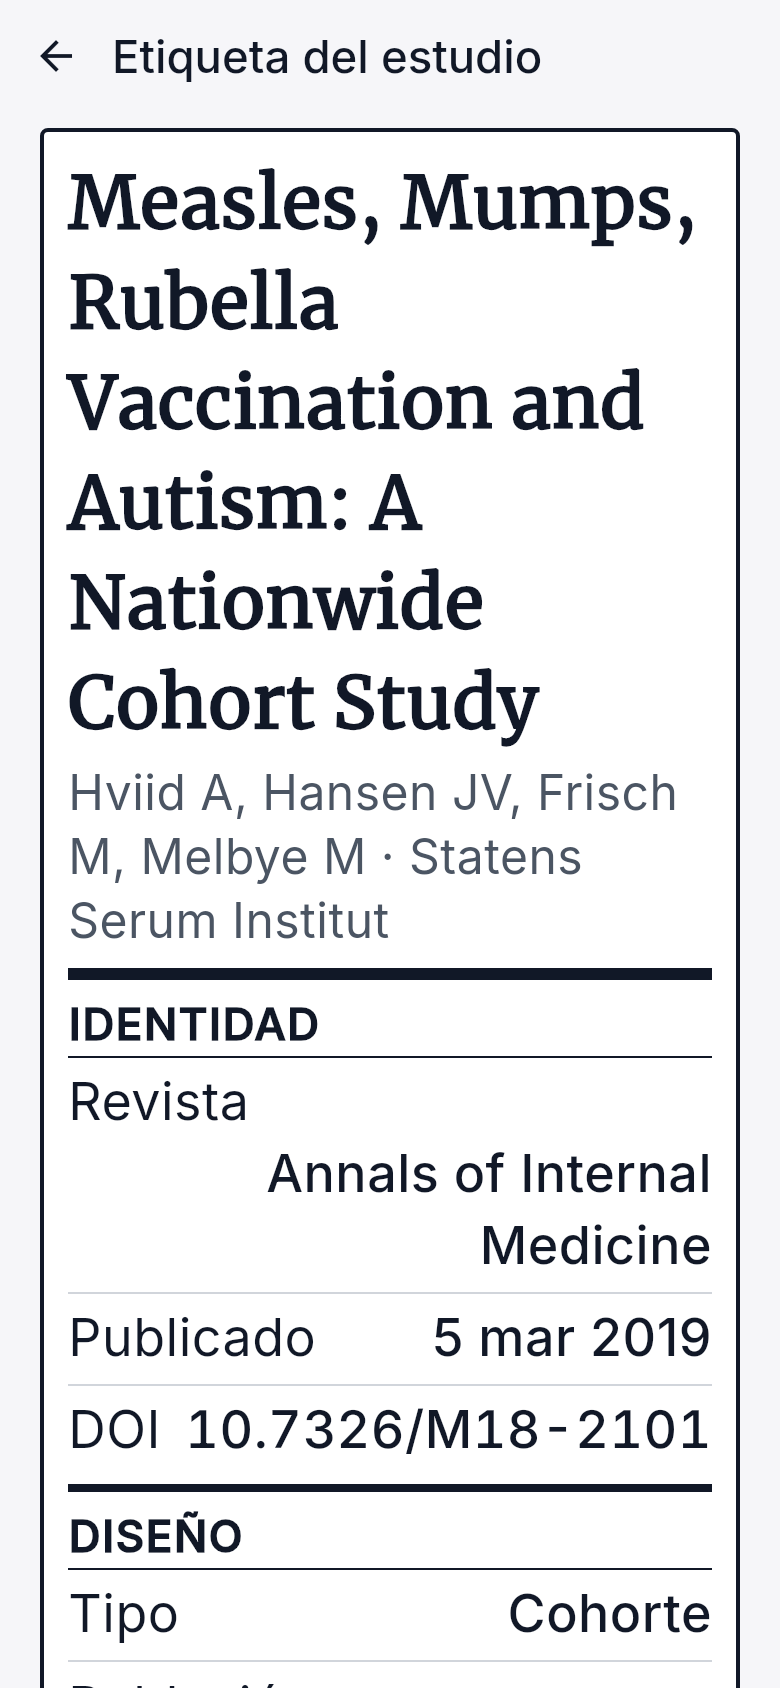 Etiqueta del estudio
Measles, Mumps,
Rubella
Vaccination and
Autism: A
Nationwide
Cohort Study
Hviid A, Hansen JV, Frisch
M, Melbye M · Statens
Serum Institut
IDENTIDAD
Revista
Annals of Internal
Medicine
Publicado 5 mar 2019
DOI 10.7326/M18-2101
DISEÑO
Tipo Cohorte